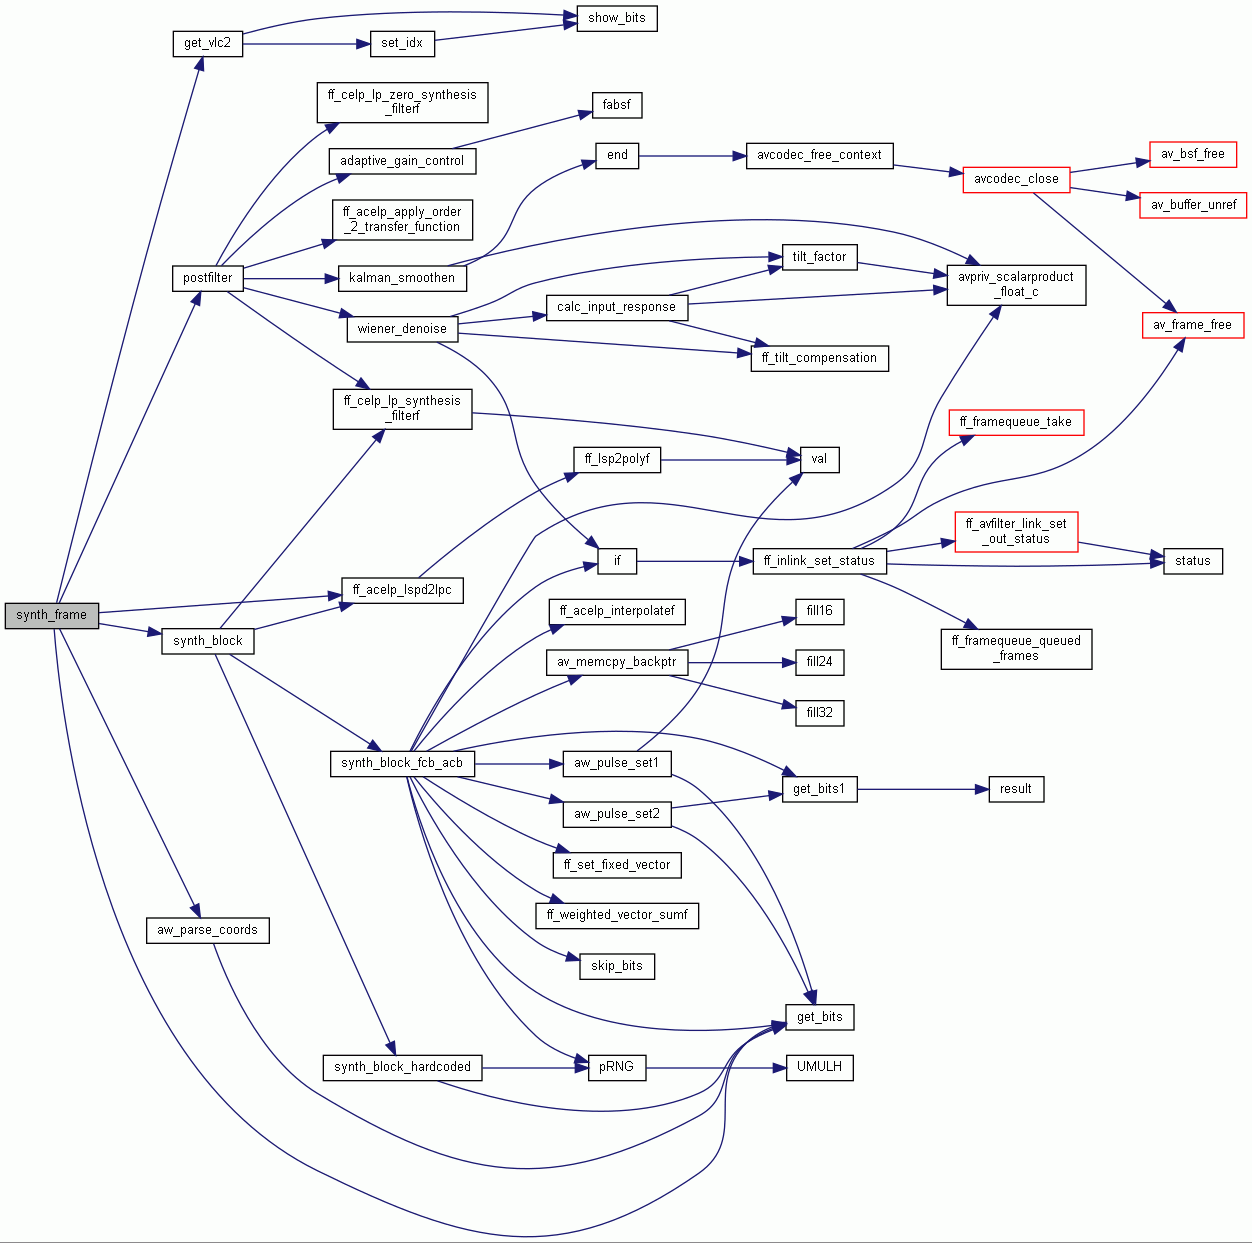 show_bits
get_vlc2
set_idx
ff_celp_lp_zero_synthesis
_filterf
fabsf
adaptive_gain_control
end
avcodec_free_context
av_bsf_free
avcodec_close
av_buffer_unref
ff_acelp_apply_order
_2_transfer_function
postfilter
kalman_smoothen
tilt_factor
avpriv_scalarproduct
_float_c
calc_input_response
wiener_denoise
av_frame_free
ff_tilt_compensation
ff_celp_lp_synthesis
_filterf
ff_framequeue_take
ff_lsp2polyf
val
ff_avfilter_link_set
_out_status
if
ff_inlink_set_status
status
ff_acelp_lspd2lpc
synth_frame
ff_acelp_interpolatef
fill16
synth_block
ff_framequeue_queued
_frames
av_memcpy_backptr
fill24
fill32
synth_block_fcb_acb
aw_pulse_set1
get_bits1
result
aw_pulse_set2
ff_set_fixed_vector
ff_weighted_vector_sumf
aw_parse_coords
skip_bits
get_bits
synth_block_hardcoded
pRNG
UMULH